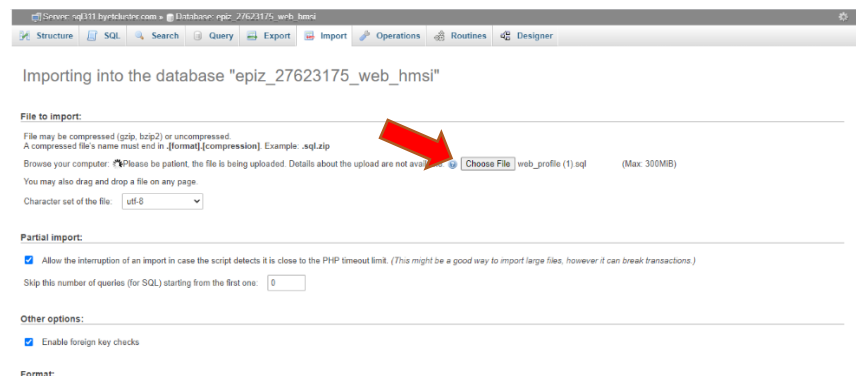 Server: sql311.byetcluster.com » Database: epiz_27623175_web_hmsi
Structure SQL Search Query Export Import Operations Routines Designer
Importing into the database "epiz_27623175_web_hmsi"
File to import:
File may be compressed (gzip, bzip2) or uncompressed.
A compressed file's name must end in .[format].[compression]. Example: .sql.zip
Browse your computer: Please be patient, the file is being uploaded. Details about the upload are not Choose File web_profile (1).sql (Max: 300MiB)
You may also drag and drop a file on any page.
Character set of the file: utf-8
Partial import:
Allow the interruption of an import in case the script detects it is close to the PHP timeout limit. (This might be a good way to import large files, however it can break transactions.)
Skip this number of queries (for SQL) starting from the first one: 0
Other options:
Enable foreign key checks
Format: